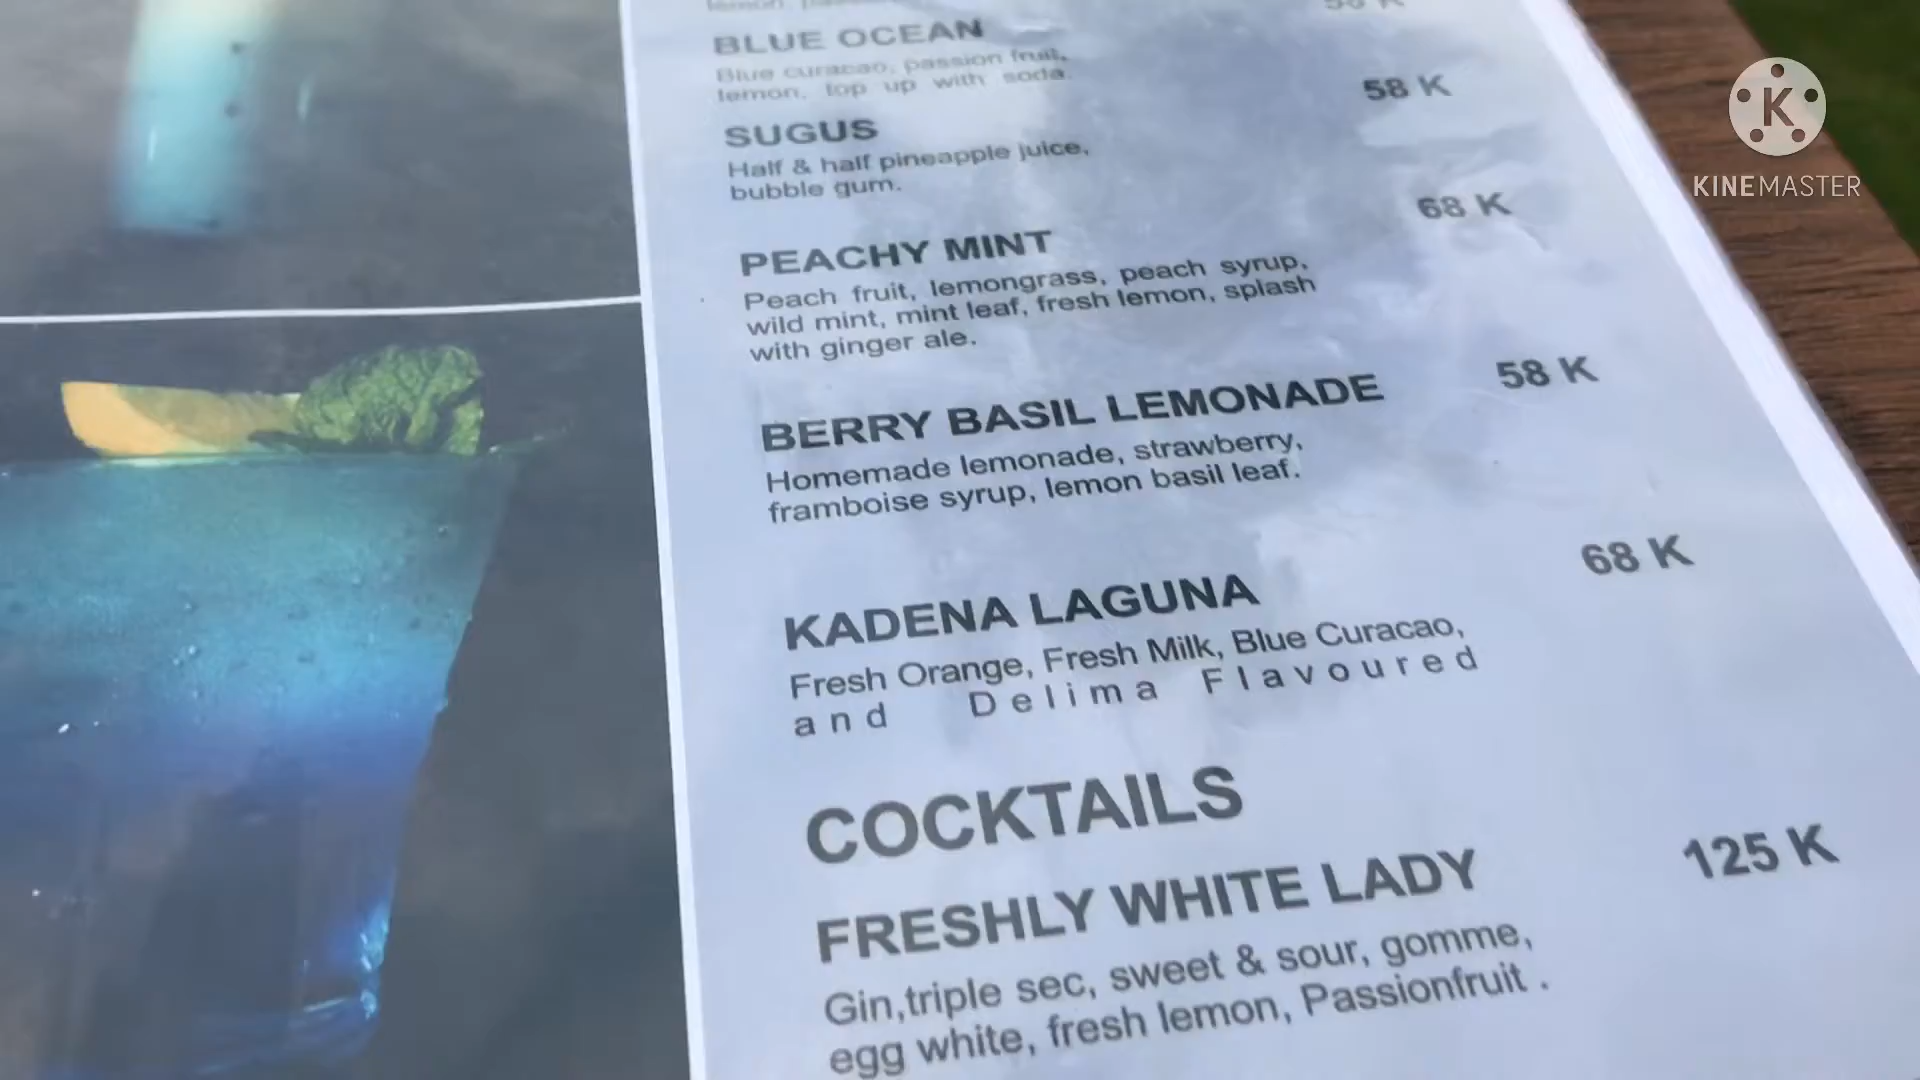 BLUE OCEAN
Blue curacao, passion fruit,
lemon, top up with soda.
58 K
SUGUS
Half & half pineapple juice,
bubble gum.
68 K
PEACHY MINT
Peach fruit, lemongrass, peach syrup,
wild mint, mint leaf, fresh lemon, splash
with ginger ale.
58 K
BERRY BASIL LEMONADE
Homemade lemonade, strawberry,
framboise syrup, lemon basil leaf.
68 K
KADENA LAGUNA
Fresh Orange, Fresh Milk, Blue Curacao,
and Delima Flavoured
COCKTAILS
125 K
FRESHLY WHITE LADY
Gin,triple sec, sweet & sour, gomme,
egg white, fresh lemon, Passionfruit .
K
KINEMASTER